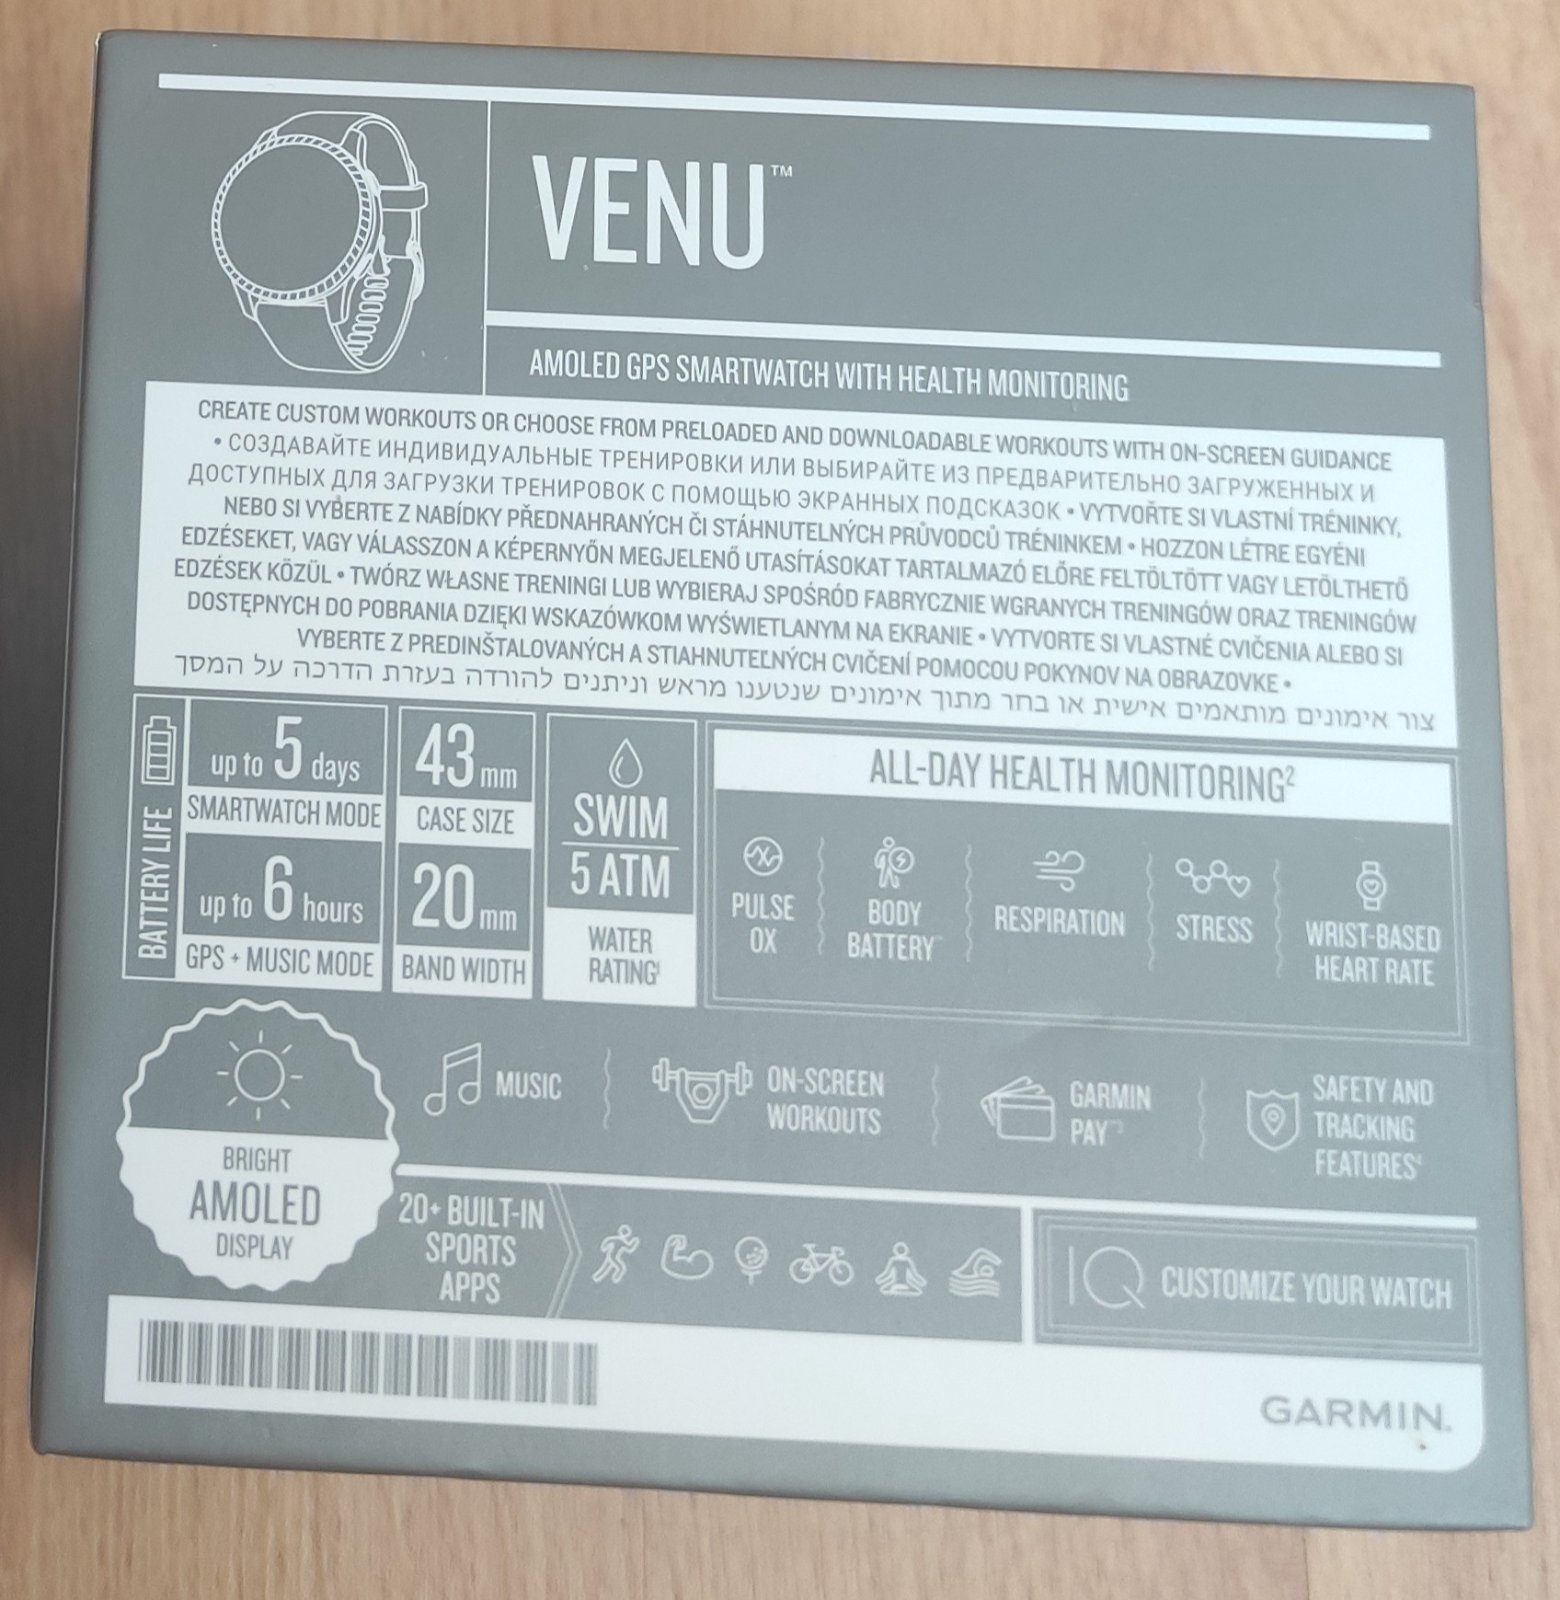 VENU™
AMOLED GPS SMARTWATCH WITH HEALTH MONITORING
CREATE CUSTOM WORKOUTS OR CHOOSE FROM PRELOADED AND DOWNLOADABLE WORKOUTS WITH ON-SCREEN GUIDANCE
• СОЗДАВАЙТЕ ИНДИВИДУАЛЬНЫЕ ТРЕНИРОВКИ ИЛИ ВЫБИРАЙТЕ ИЗ ПРЕДВАРИТЕЛЬНО ЗАГРУЖЕННЫХ И
ДОСТУПНЫХ ДЛЯ ЗАГРУЗКИ ТРЕНИРОВОК С ПОМОЩЬЮ ЭКРАННЫХ ПОДСКАЗОК • VYTVOŘTE SI VLASTNÍ TRÉNINKY,
NEBO SI VYBERTE Z NABÍDKY PŘEDNAHRANÝCH ČI STÁHNUTELNÝCH PRŮVODCŮ TRÉNINKEM • HOZZON LÉTRE EGYÉNI
EDZÉSEKET, VAGY VÁLASSZON A KÉPERNYŐN MEGJELENŐ UTASÍTÁSOKAT TARTALMAZÓ ELŐRE FELTÖLTÖTT VAGY LETÖLTHETŐ
EDZÉSEK KÖZÜL • TWÓRZ WŁASNE TRENINGI LUB WYBIERAJ SPOŚRÓD FABRYCZNIE WGRANYCH TRENINGÓW ORAZ TRENINGÓW
DOSTĘPNYCH DO POBRANIA DZIĘKI WSKAZÓWKOM WYŚWIETLANYM NA EKRANIE • VYTVORTE SI VLASTNÉ CVIČENIA ALEBO SI
VYBERTE Z PREDINŠTALOVANÝCH A STIAHNUTEĽNÝCH CVIČENÍ POMOCOU POKYNOV NA OBRAZOVKE •
צור אימונים מותאמים אישית או בחר מתוך אימונים שנטענו מראש וניתנים להורדה בעזרת הדרכה על המסך
BATTERY LIFE
up to 5 days
SMARTWATCH MODE
up to 6 hours
GPS + MUSIC MODE
43 mm
CASE SIZE
20 mm
BAND WIDTH
SWIM
5 ATM
WATER
RATING¹
ALL-DAY HEALTH MONITORING²
PULSE
OX
BODY
BATTERY™
RESPIRATION
STRESS
WRIST-BASED
HEART RATE
BRIGHT
AMOLED
DISPLAY
MUSIC
ON-SCREEN
WORKOUTS
GARMIN
PAY™³
SAFETY AND
TRACKING
FEATURES⁴
20+ BUILT-IN
SPORTS
APPS
IQ
CUSTOMIZE YOUR WATCH
GARMIN.